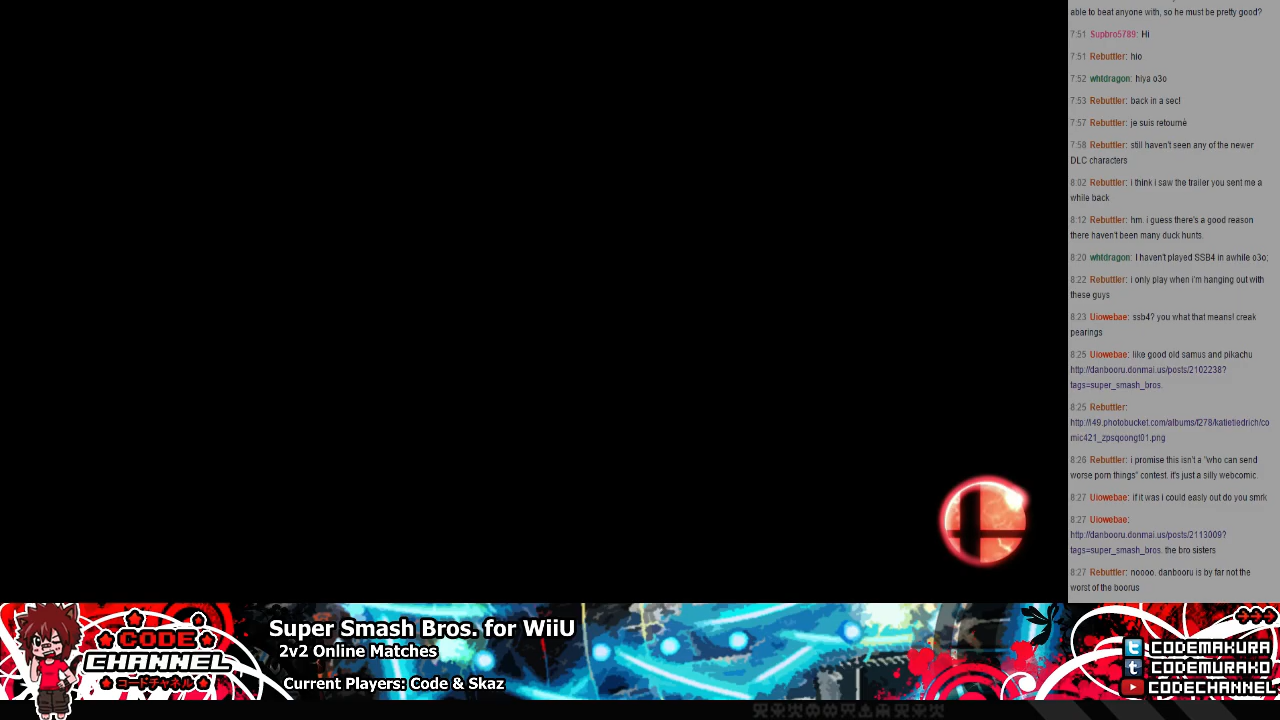 able to beat anyone with, so he must be pretty good?
7:51 Supbro5789: Hi
7:51 Rebuttler: hio
7:52 whtdragon: hiya o3o
7:53 Rebuttler: back in a sec!
7:57 Rebuttler: je suis retournè
7:58 Rebuttler: still haven't seen any of the newer
DLC characters
8:02 Rebuttler: i think i saw the trailer you sent me a
while back
8:12 Rebuttler: hm. i guess there's a good reason
there haven't been many duck hunts.
8:20 whtdragon: I haven't played SSB4 in awhile o3o;
8:22 Rebuttler: i only play when i'm hanging out with
these guys
8:23 Uiowebae: ssb4? you what that means! creak
pearings
8:25 Uiowebae: like good old samus and pikachu
http://danbooru.donmai.us/posts/2102238?
tags=super_smash_bros.
8:25 Rebuttler:
http://i49.photobucket.com/albums/f278/katietiedrich/co
mic421_zpsqoongt01.png
8:26 Rebuttler: i promise this isn't a "who can send
worse porn things" contest. it's just a silly webcomic.
8:27 Uiowebae: if it was i could easly out do you smrk
8:27 Uiowebae:
http://danbooru.donmai.us/posts/2113009?
tags=super_smash_bros. the bro sisters
8:27 Rebuttler: noooo. danbooru is by far not the
worst of the boorus
CODE
CHANNEL
コードチャネル
Super Smash Bros. for WiiU
2v2 Online Matches
Current Players: Code & Skaz
CODEMAKURA
CODEMURAKO
CODECHANNEL